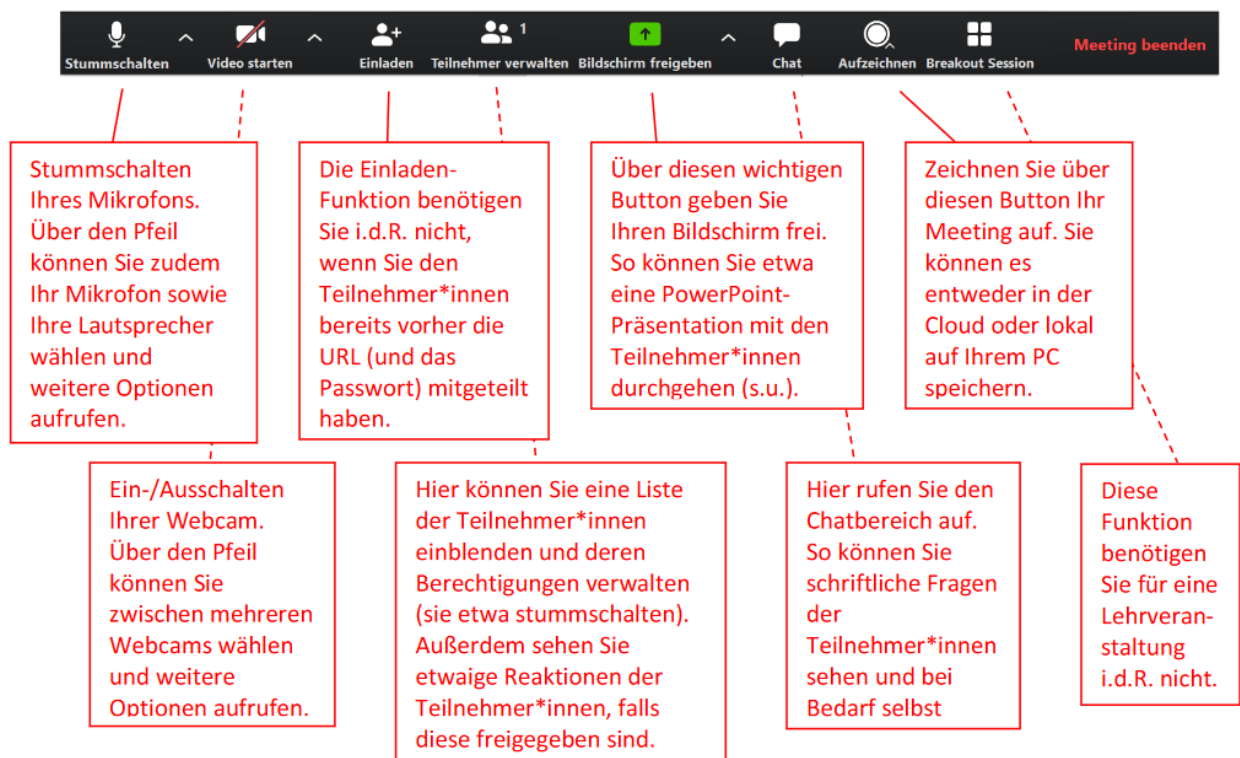 1
Stummschalten Video starten Einladen Teilnehmer verwalten Bildschirm freigeben Chat Aufzeichnen Breakout Session Meeting beenden
Stummschalten
Ihres Mikrofons.
Über den Pfeil
können Sie zudem
Ihr Mikrofon sowie
Ihre Lautsprecher
wählen und
weitere Optionen
aufrufen.
Die Einladen-
Funktion benötigen
Sie i.d.R. nicht,
wenn Sie den
Teilnehmer*innen
bereits vorher die
URL (und das
Passwort) mitgeteilt
haben.
Über diesen wichtigen
Button geben Sie
Ihren Bildschirm frei.
So können Sie etwa
eine PowerPoint-
Präsentation mit den
Teilnehmer*innen
durchgehen (s.u.).
Zeichnen Sie über
diesen Button Ihr
Meeting auf. Sie
können es
entweder in der
Cloud oder lokal
auf Ihrem PC
speichern.
Ein-/Ausschalten
Ihrer Webcam.
Über den Pfeil
können Sie
zwischen mehreren
Webcams wählen
und weitere
Optionen aufrufen.
Hier können Sie eine Liste
der Teilnehmer*innen
einblenden und deren
Berechtigungen verwalten
(sie etwa stummschalten).
Außerdem sehen Sie
etwaige Reaktionen der
Teilnehmer*innen, falls
diese freigegeben sind.
Hier rufen Sie den
Chatbereich auf.
So können Sie
schriftliche Fragen
der
Teilnehmer*innen
sehen und bei
Bedarf selbst
Diese
Funktion
benötigen
Sie für eine
Lehrveran-
staltung
i.d.R. nicht.